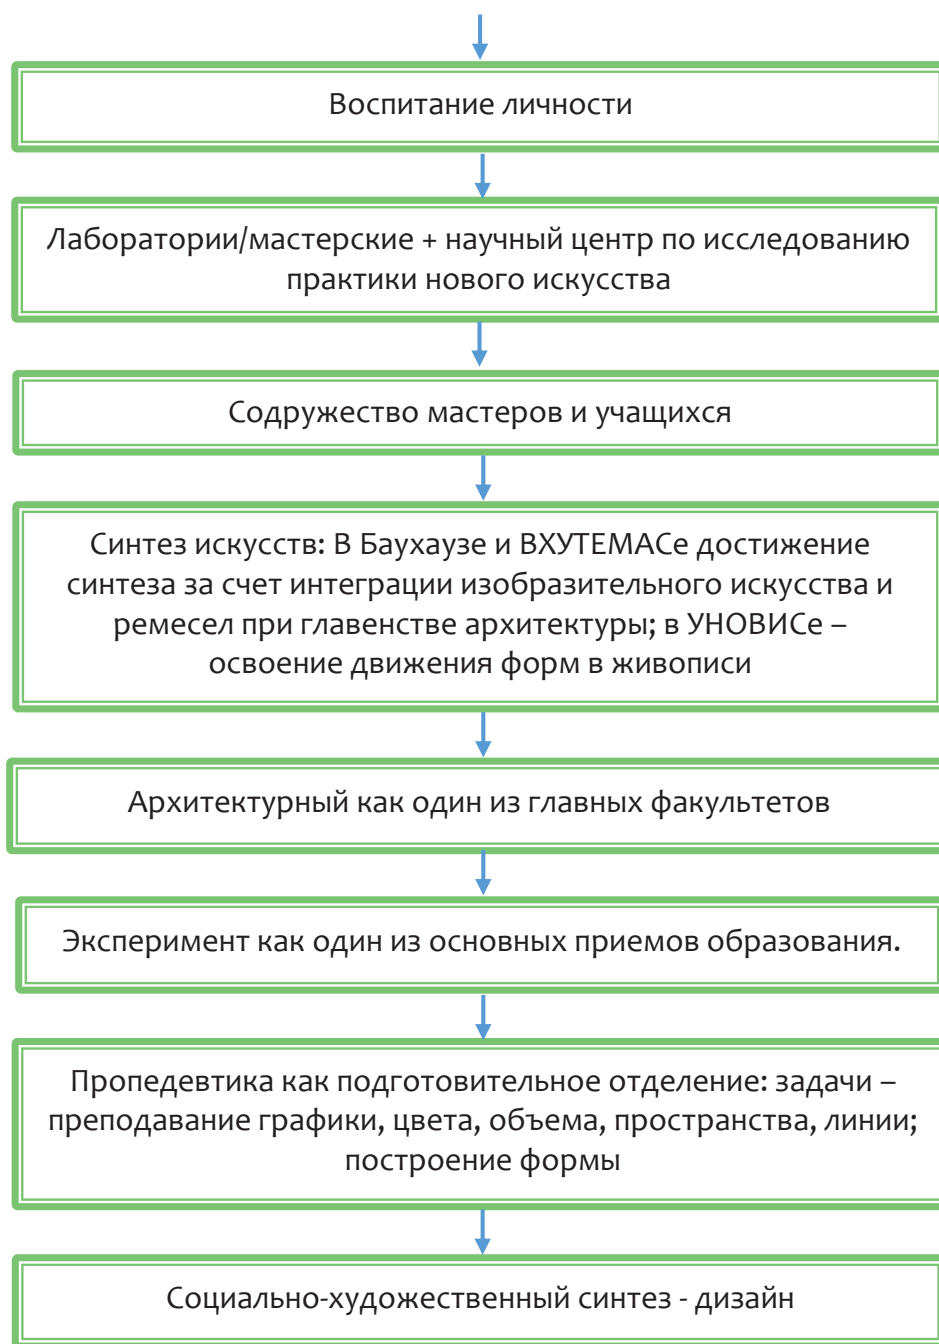 Воспитание личности
Лаборатории/мастерские + научный центр по исследованию
практики нового искусства
Содружество мастеров и учащихся
Синтез искусств: В Баухаузе и ВХУТЕМАСе достижение
синтеза за счет интеграции изобразительного искусства и
ремесел при главенстве архитектуры; в УНОВИСе –
освоение движения форм в живописи
Архитектурный как один из главных факультетов
Эксперимент как один из основных приемов образования.
Пропедевтика как подготовительное отделение: задачи –
преподавание графики, цвета, объема, пространства, линии;
построение формы
Социально-художественный синтез - дизайн